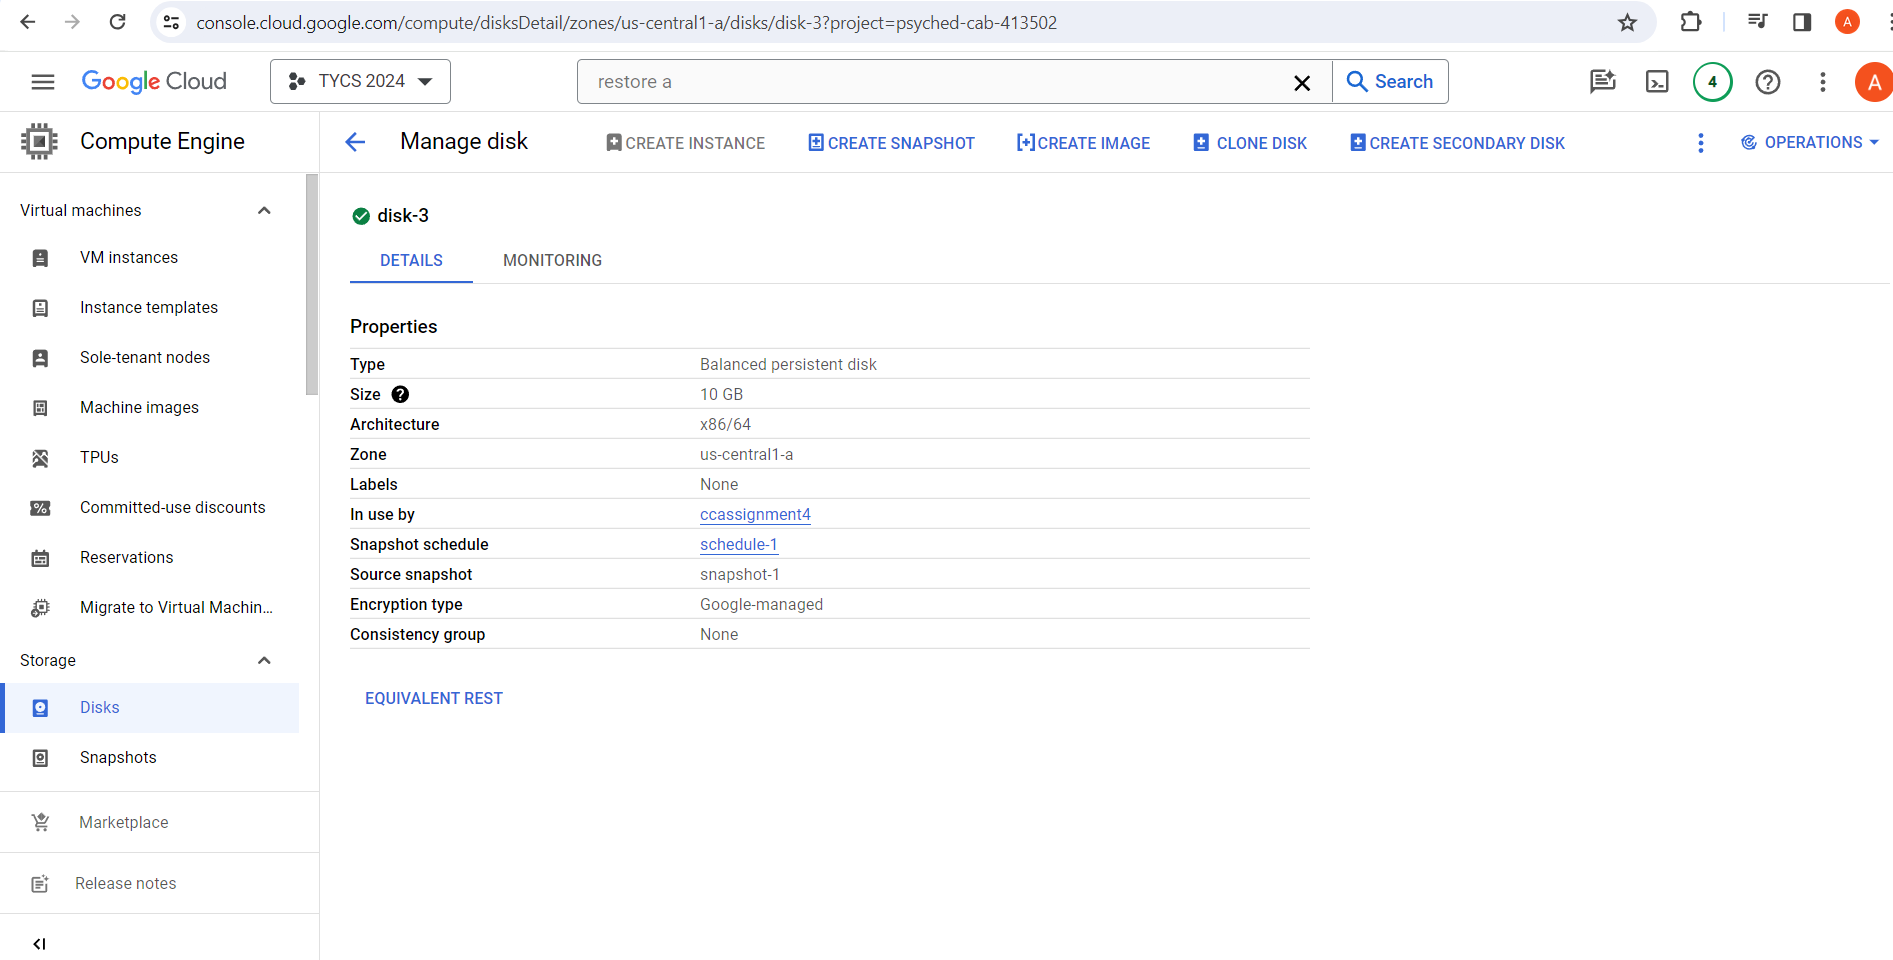 console.cloud.google.com/compute/disksDetail/zones/us-central1-a/disks/disk-3?project=psyched-cab-413502
A
Google Cloud
TYCS 2024
restore a
Search
4
A
Compute Engine
Manage disk
CREATE INSTANCE
CREATE SNAPSHOT
CREATE IMAGE
CLONE DISK
CREATE SECONDARY DISK
OPERATIONS
Virtual machines
VM instances
Instance templates
Sole-tenant nodes
Machine images
TPUs
Committed-use discounts
Reservations
Migrate to Virtual Machin...
Storage
Disks
Snapshots
Marketplace
Release notes
disk-3
DETAILS MONITORING
Properties
Type Balanced persistent disk
Size 10 GB
Architecture x86/64
Zone us-central1-a
Labels None
In use by ccassignment4
Snapshot schedule schedule-1
Source snapshot snapshot-1
Encryption type Google-managed
Consistency group None
EQUIVALENT REST